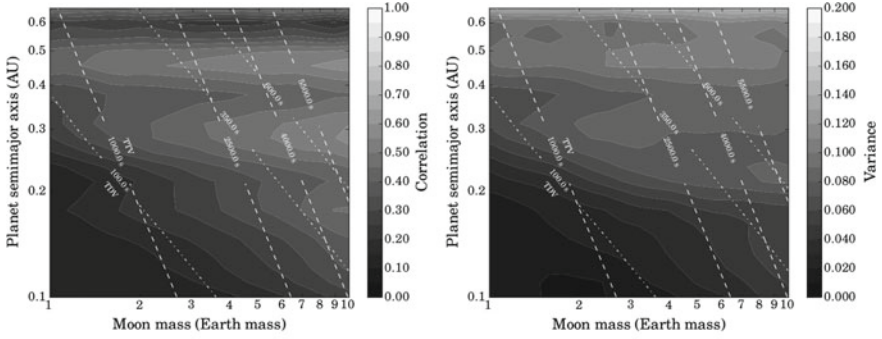 0.6
0.5
0.4
0.3
0.2
0.1
Planet semimajor axis (AU)
1 2 3 4 5 6 7 8 9 10
Moon mass (Earth mass)
TTV
1000.0 s
100.0 s
TDV
350.0 s
2500.0 s
600.0 s
4000.0 s
5500.0 s
1.00
0.90
0.80
0.70
0.60
0.50
0.40
0.30
0.20
0.10
0.00
Correlation
0.6
0.5
0.4
0.3
0.2
0.1
Planet semimajor axis (AU)
1 2 3 4 5 6 7 8 9 10
Moon mass (Earth mass)
TTV
1000.0 s
100.0 s
TDV
350.0 s
2500.0 s
600.0 s
4000.0 s
5500.0 s
0.200
0.180
0.160
0.140
0.120
0.100
0.080
0.060
0.040
0.020
0.000
Variance